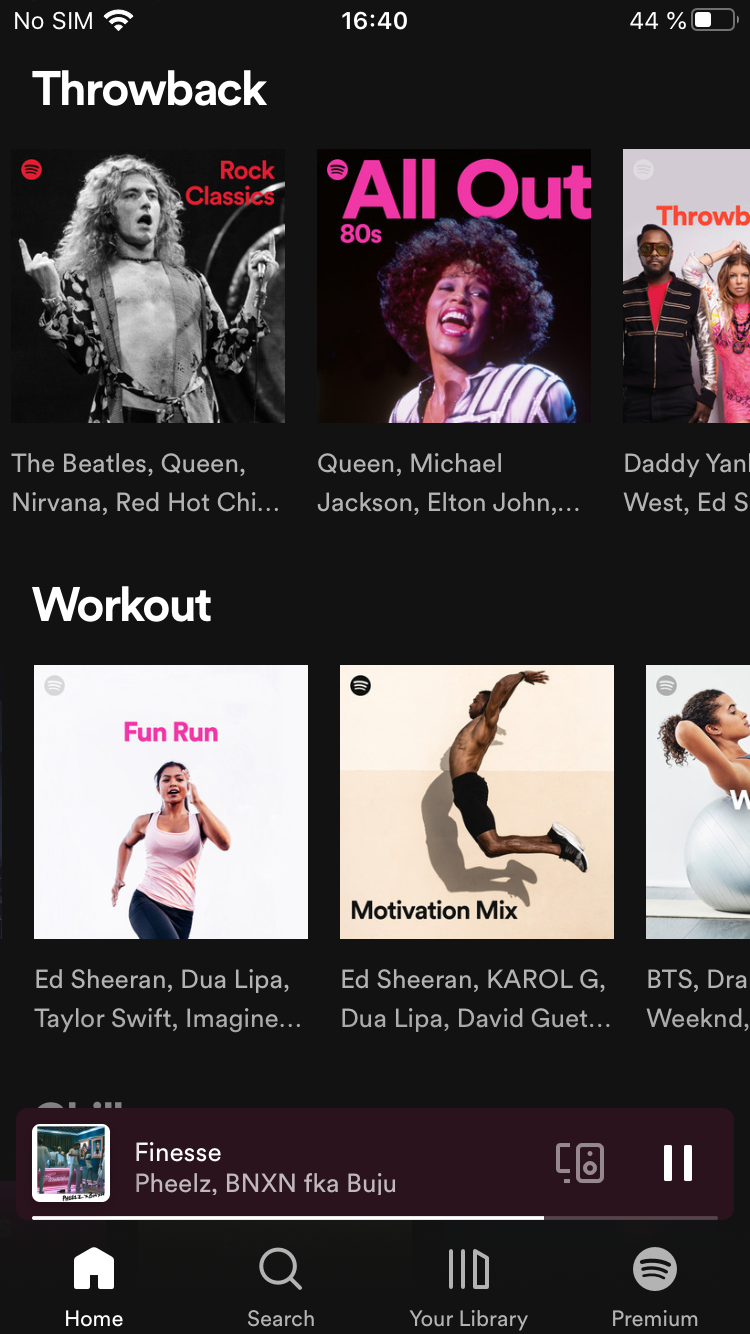 No SIM
16:40
44 %
Throwback
Rock
Classics
All Out
80s
Throwb
The Beatles, Queen,
Nirvana, Red Hot Chi...
Queen, Michael
Jackson, Elton John,...
Daddy Yan
West, Ed S
Workout
Fun Run
Motivation Mix
W
Ed Sheeran, Dua Lipa,
Taylor Swift, Imagine...
Ed Sheeran, KAROL G,
Dua Lipa, David Guet...
BTS, Dra
Weeknd,
Finesse
Pheelz, BNXN fka Buju
Home
Search
Your Library
Premium